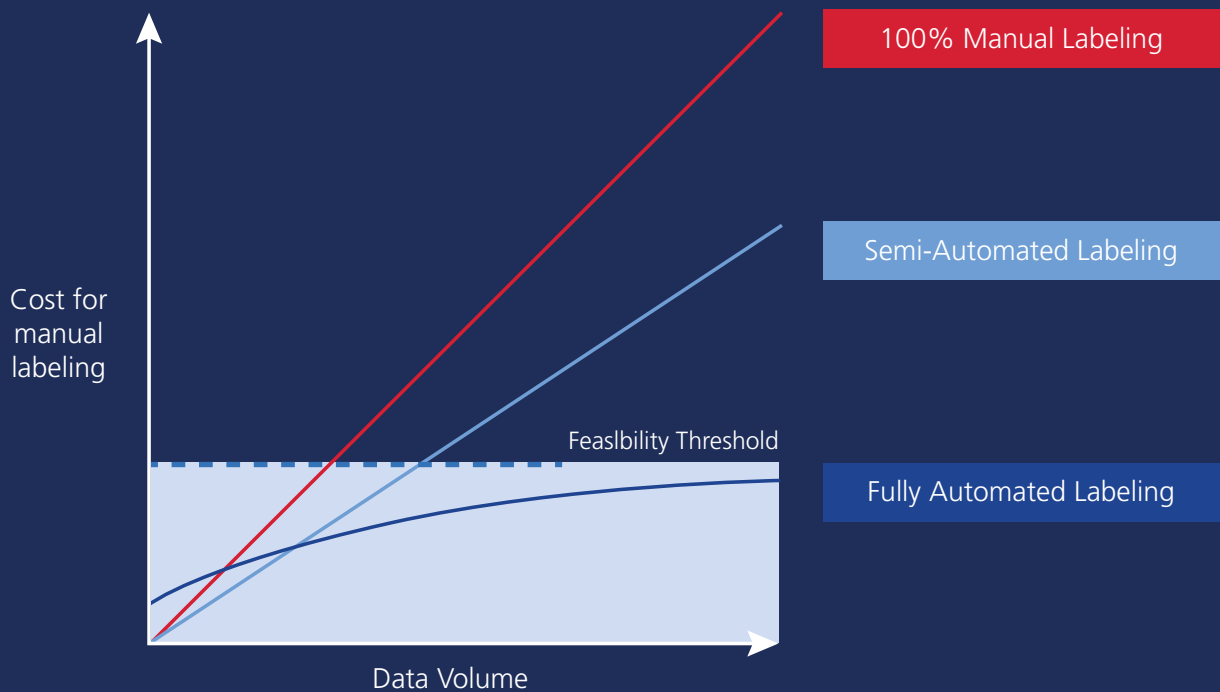 100% Manual Labeling
Semi-Automated Labeling
Cost for
manual
labeling
Feaslbility Threshold
Fully Automated Labeling
Data Volume